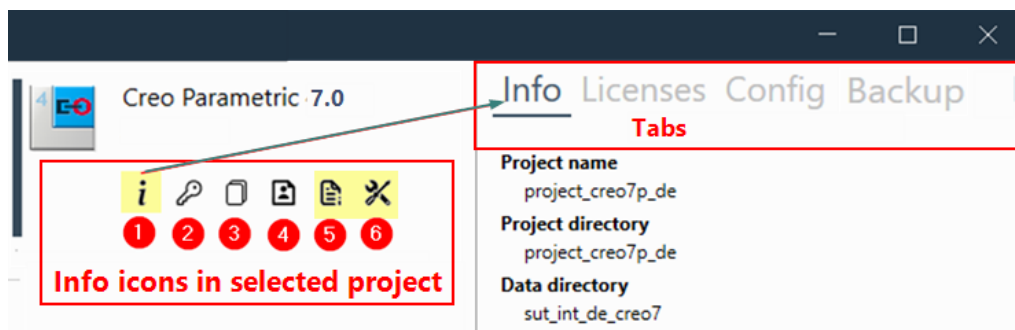 Creo Parametric 7.0
4
i
1 2 3 4 5 6
Info icons in selected project
Info Licenses Config Backup
Tabs
Project name
project_creo7p_de
Project directory
project_creo7p_de
Data directory
sut_int_de_creo7